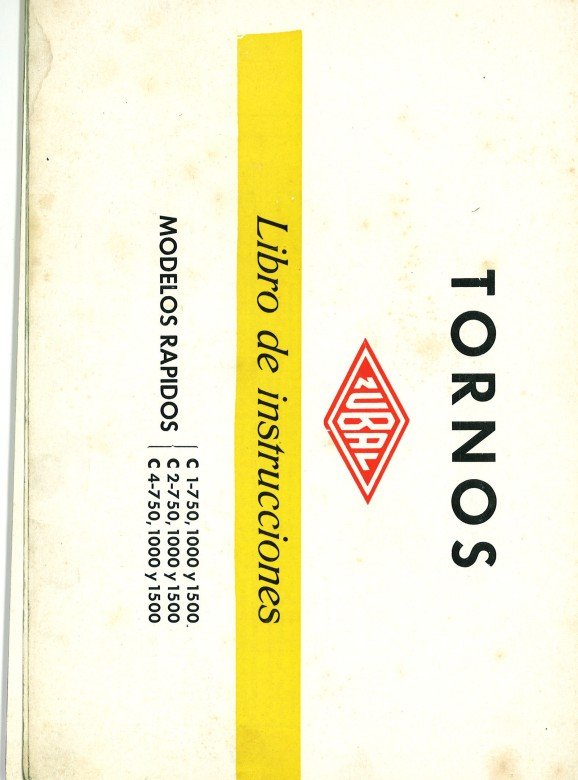 TORNOS
ZUBAL
Libro de instrucciones
MODELOS RAPIDOS
C 1-750, 1000 y 1500.
C 2-750, 1000 y 1500
C 4-750, 1000 y 1500